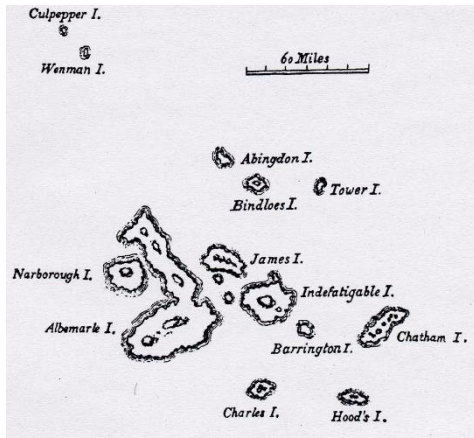 Culpepper I.
Wenman I.
60 Miles
Abingdon I.
Bindloes I.
Tower I.
Narborough I.
James I.
Indefatigable I.
Albemarle I.
Barrington I.
Chatham I.
Charles I.
Hood's I.